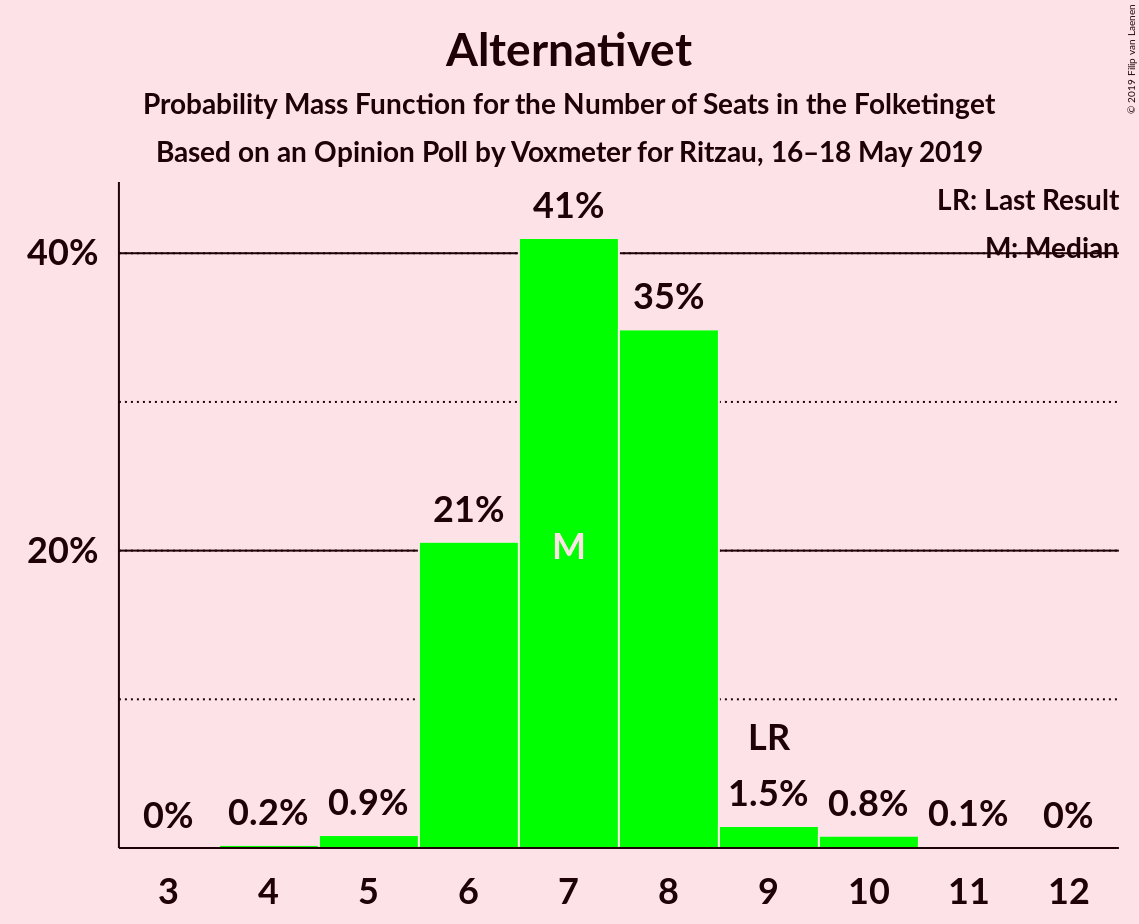 Alternativet
Probability Mass Function for the Number of Seats in the Folketinget
Based on an Opinion Poll by Voxmeter for Ritzau, 16–18 May 2019
© 2019 Filip van Laenen
LR: Last Result
M: Median
40%
20%
0%
0.2%
0.9%
21%
41%
M
35%
LR
1.5%
0.8%
0.1%
0%
3 4 5 6 7 8 9 10 11 12